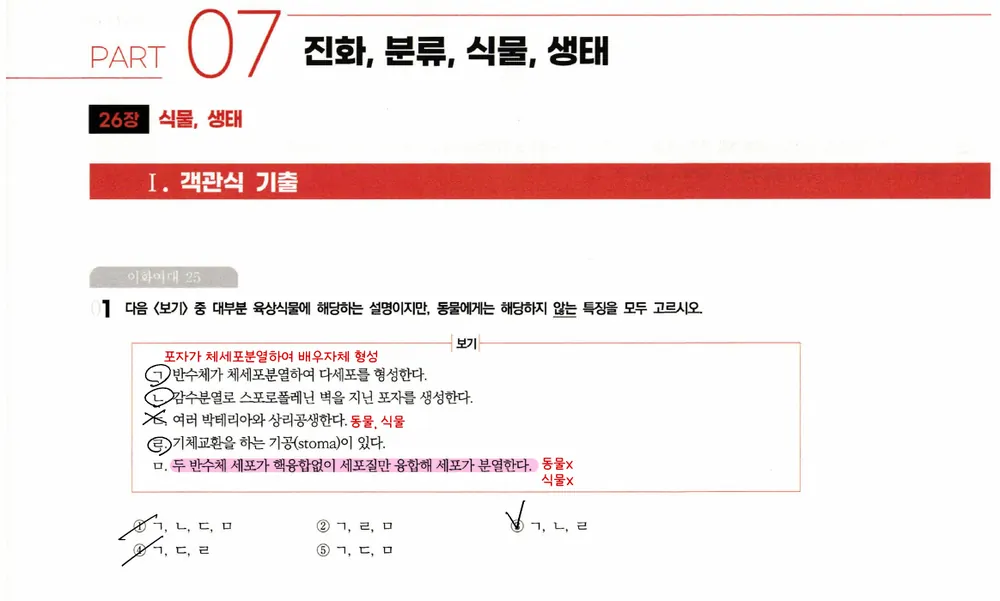 PART 07 진화, 분류, 식물, 생태
26장 식물, 생태
Ⅰ. 객관식 기출
이화여대 25
01 다음 <보기> 중 대부분 육상식물에 해당하는 설명이지만, 동물에게는 해당하지 않는 특징을 모두 고르시오.
보기
포자가 체세포분열하여 배우자체 형성
ㄱ. 반수체가 체세포분열하여 다세포를 형성한다.
ㄴ. 감수분열로 스포로폴레닌 벽을 지닌 포자를 생성한다.
ㄷ. 여러 박테리아와 상리공생한다. 동물, 식물
ㄹ. 기체교환을 하는 기공(stoma)이 있다.
ㅁ. 두 반수체 세포가 핵융합없이 세포질만 융합해 세포가 분열한다. 동물x
식물x
① ㄱ, ㄴ, ㄷ, ㅁ ② ㄱ, ㄹ, ㅁ ③ ㄱ, ㄴ, ㄹ
④ ㄱ, ㄷ, ㄹ ⑤ ㄱ, ㄷ, ㅁ